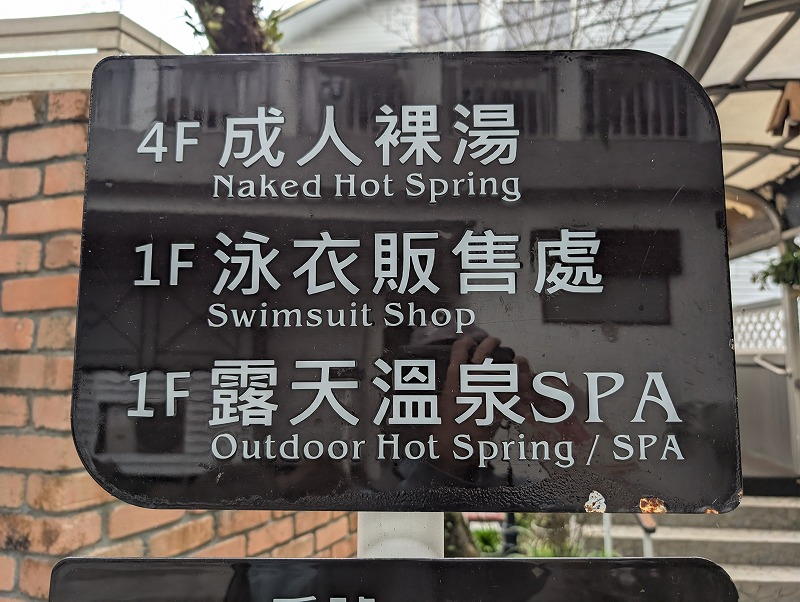 4F 成人裸湯
Naked Hot Spring
1F 泳衣販售處
Swimsuit Shop
1F 露天溫泉SPA
Outdoor Hot Spring / SPA